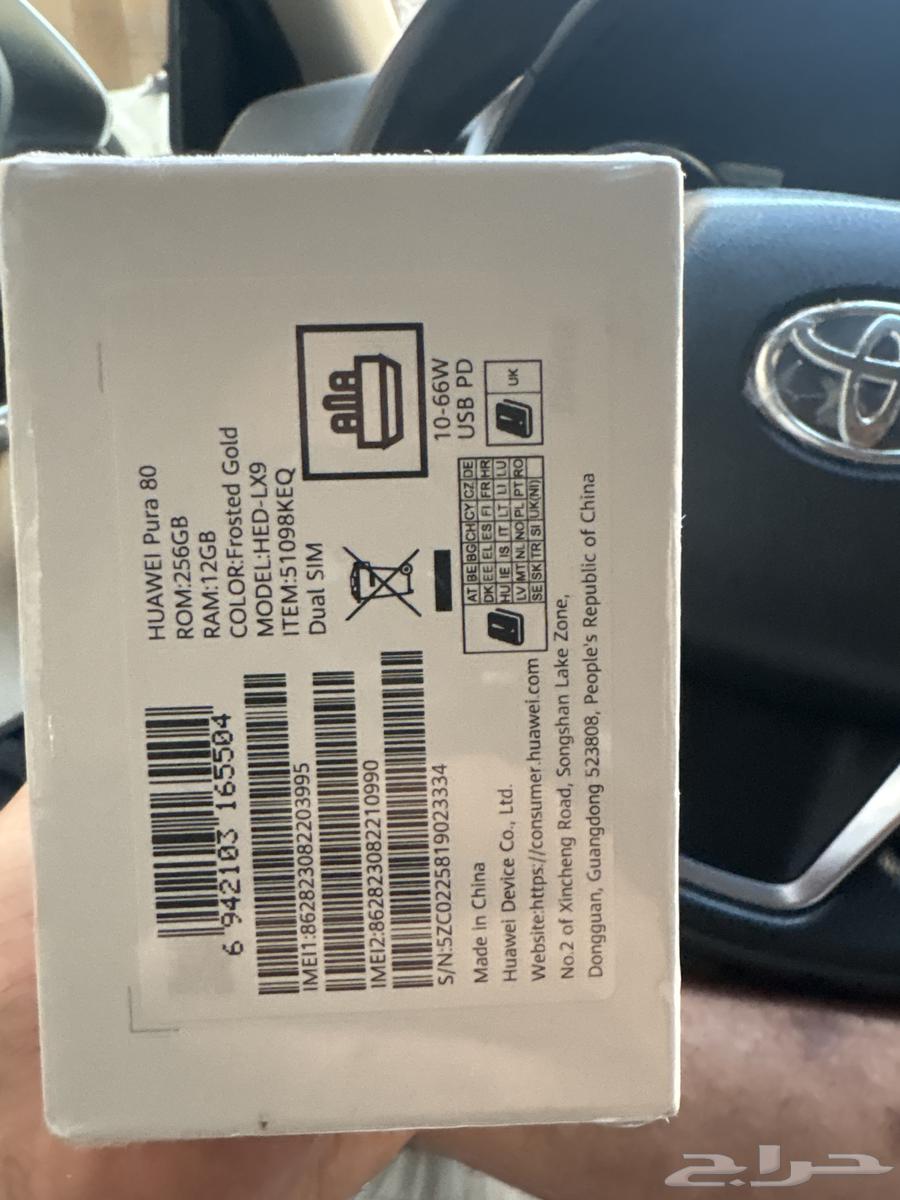 HUAWEI Pura 80
ROM:256GB
RAM:12GB
COLOR:Frosted Gold
MODEL:HED-LX9
ITEM:51098KEQ
Dual SIM
6 942103 165504
IMEI1:862823082203995
IMEI2:862823082210990
S/N:5ZC0225819023334
10-66W
USB PD
AT BE BG CH CY CZ DE
DK EE EL ES FI FR HR
HU IE IS IT LT LI LU
LV MT NL NO PL PT RO
SE SK TR SI UK(NI)
UK
Made in China
Huawei Device Co., Ltd.
Website:https://consumer.huawei.com
No.2 of Xincheng Road, Songshan Lake Zone,
Dongguan, Guangdong 523808, People's Republic of China
حراج